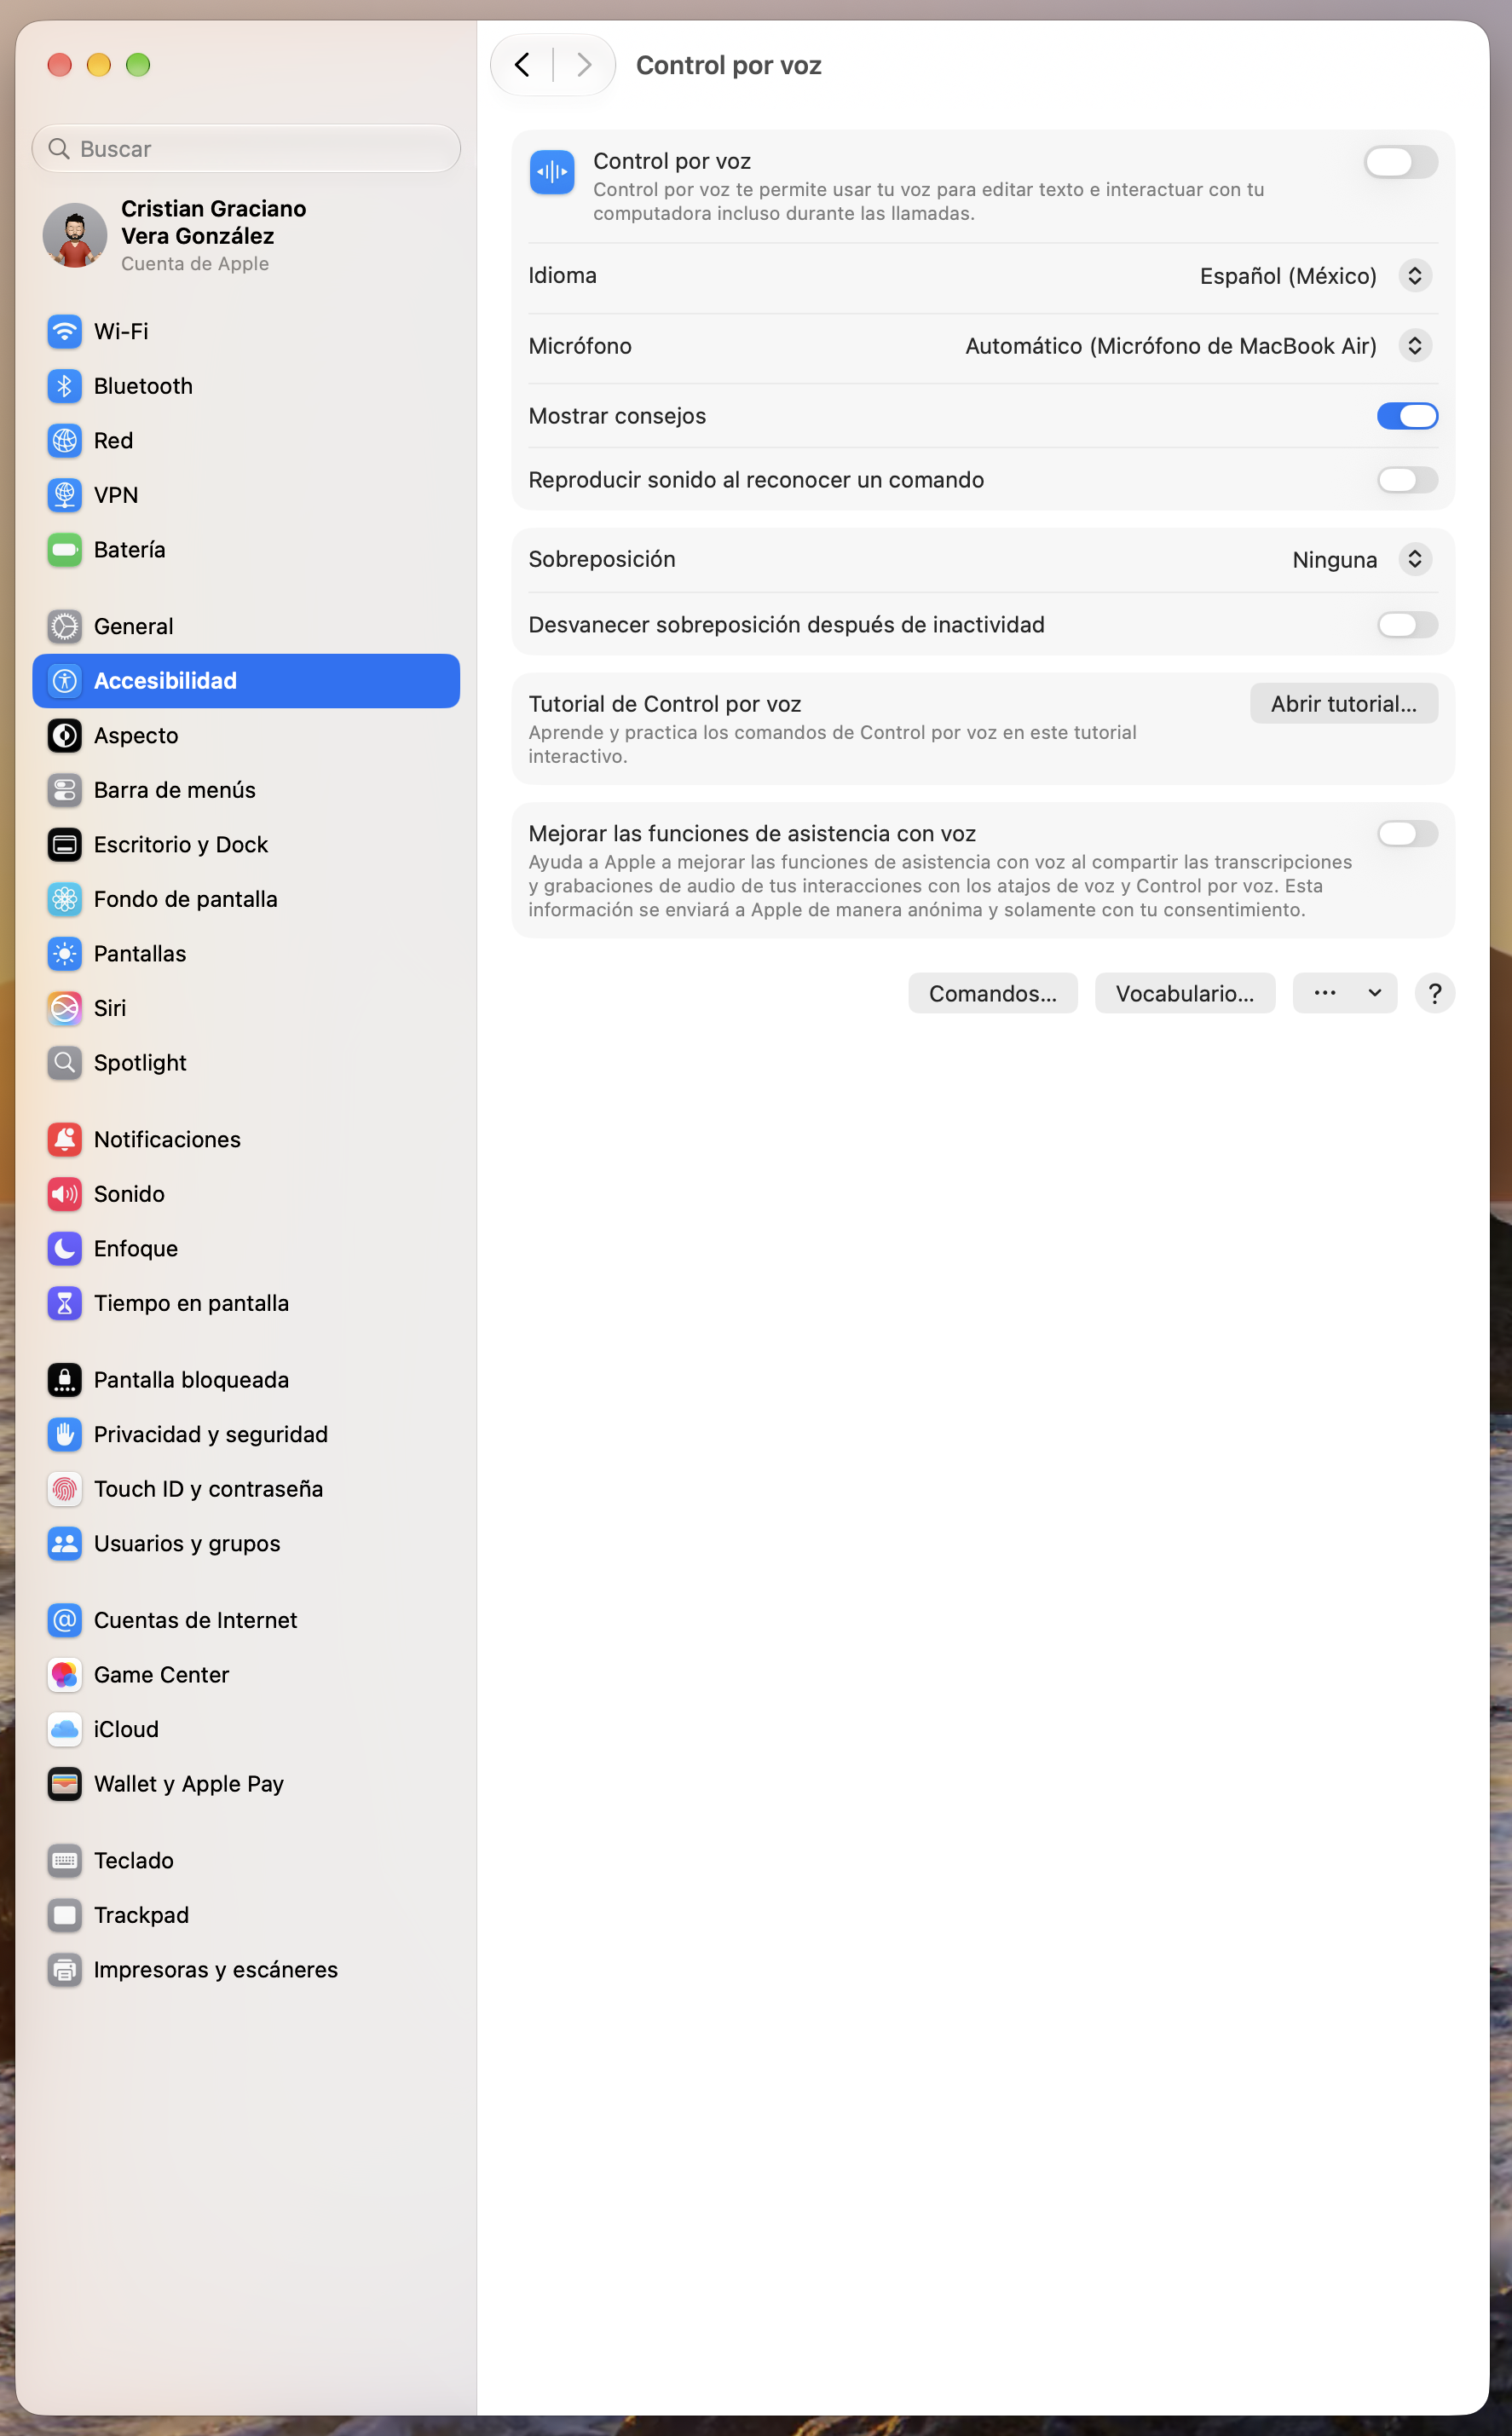 Buscar
Cristian Graciano
Vera González
Cuenta de Apple
Wi-Fi
Bluetooth
Red
VPN
Batería
General
Accesibilidad
Aspecto
Barra de menús
Escritorio y Dock
Fondo de pantalla
Pantallas
Siri
Spotlight
Notificaciones
Sonido
Enfoque
Tiempo en pantalla
Pantalla bloqueada
Privacidad y seguridad
Touch ID y contraseña
Usuarios y grupos
Cuentas de Internet
Game Center
iCloud
Wallet y Apple Pay
Teclado
Trackpad
Impresoras y escáneres
Control por voz
Control por voz
Control por voz te permite usar tu voz para editar texto e interactuar con tu
computadora incluso durante las llamadas.
Idioma Español (México)
Micrófono Automático (Micrófono de MacBook Air)
Mostrar consejos
Reproducir sonido al reconocer un comando
Sobreposición Ninguna
Desvanecer sobreposición después de inactividad
Tutorial de Control por voz Abrir tutorial...
Aprende y practica los comandos de Control por voz en este tutorial
interactivo.
Mejorar las funciones de asistencia con voz
Ayuda a Apple a mejorar las funciones de asistencia con voz al compartir las transcripciones
y grabaciones de audio de tus interacciones con los atajos de voz y Control por voz. Esta
información se enviará a Apple de manera anónima y solamente con tu consentimiento.
Comandos... Vocabulario... ... ?